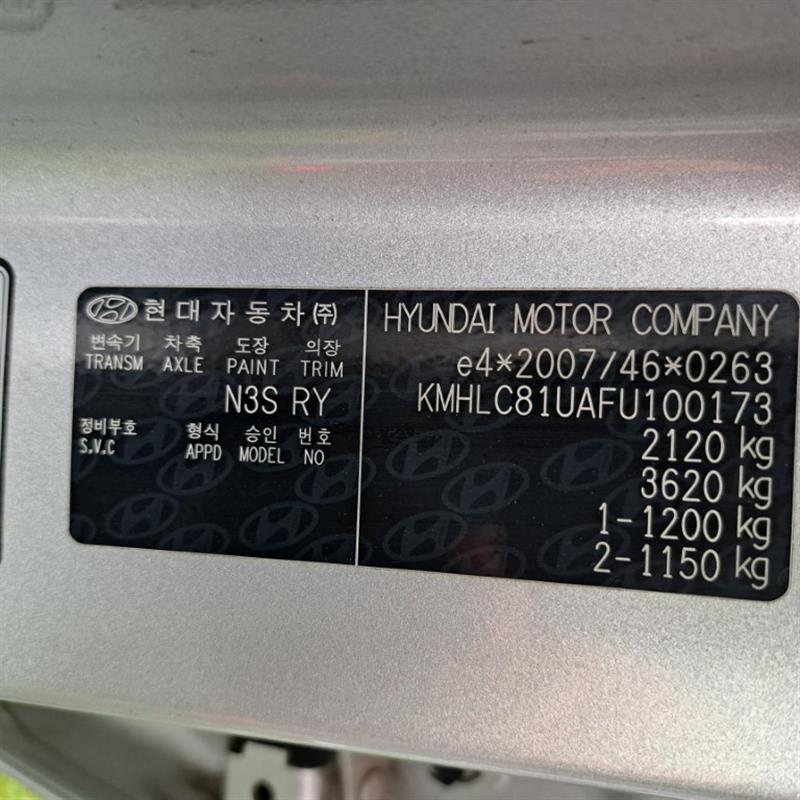 현대자동차㈜
변속기 차축 도장 의장
TRANSM AXLE PAINT TRIM
N3S RY
정비부호 형식 승인 번호
S.V.C APPD MODEL NO
HYUNDAI MOTOR COMPANY
e4*2007/46*0263
KMHLC81UAFU100173
2120 kg
3620 kg
1-1200 kg
2-1150 kg